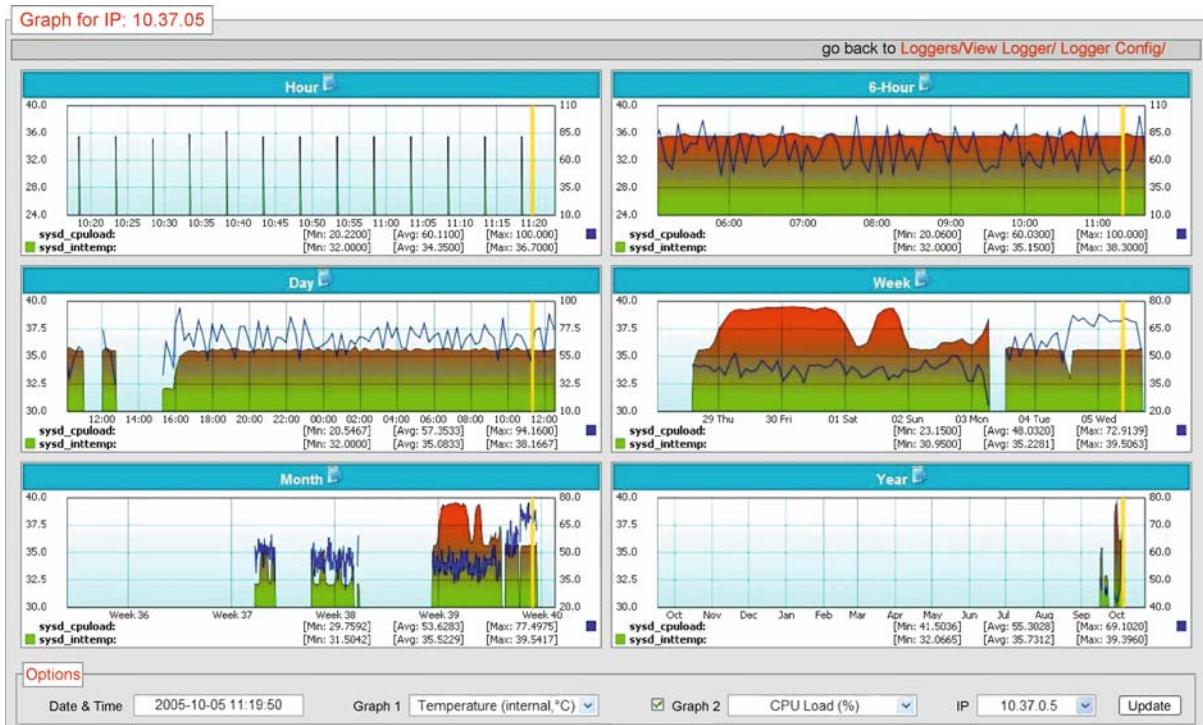 Graph for IP: 10.37.05
go back to Loggers/View Logger/ Logger Config/
Hour
40.0
36.0
32.0
28.0
24.0
110
85.0
60.0
35.0
10.0
10:20 10:25 10:30 10:35 10:40 10:45 10:50 10:55 11:00 11:05 11:10 11:15 11:20
sysd_cpuload: [Min: 20.2200] [Avg: 60.1100] [Max: 100.000]
sysd_inttemp: [Min: 32.0000] [Avg: 34.3500] [Max: 36.7000]
6-Hour
40.0
36.0
32.0
28.0
24.0
110
85.0
60.0
35.0
10.0
06:00 07:00 08:00 09:00 10:00 11:00
sysd_cpuload: [Min: 20.0600] [Avg: 60.0300] [Max: 100.000]
sysd_inttemp: [Min: 32.0000] [Avg: 35.1500] [Max: 38.3000]
Day
40.0
37.5
35.0
32.5
30.0
100
77.5
55.0
32.5
10.0
12:00 14:00 16:00 18:00 20:00 22:00 00:00 02:00 04:00 06:00 08:00 10:00 12:00
sysd_cpuload: [Min: 20.5467] [Avg: 57.3533] [Max: 94.1600]
sysd_inttemp: [Min: 32.0000] [Avg: 35.0833] [Max: 38.1667]
Week
40.0
37.5
35.0
32.5
30.0
80.0
65.0
50.0
35.0
20.0
29 Thu 30 Fri 01 Sat 02 Sun 03 Mon 04 Tue 05 Wed
sysd_cpuload: [Min: 23.1500] [Avg: 48.0320] [Max: 72.9139]
sysd_inttemp: [Min: 30.9500] [Avg: 35.2281] [Max: 39.5063]
Month
40.0
37.5
35.0
32.5
30.0
80.0
65.0
50.0
35.0
20.0
Week 36 Week 37 Week 38 Week 39 Week 40
sysd_cpuload: [Min: 29.7592] [Avg: 53.6283] [Max: 77.4975]
sysd_inttemp: [Min: 31.5042] [Avg: 35.5229] [Max: 39.5417]
Year
40.0
37.5
35.0
32.5
30.0
80.0
70.0
60.0
50.0
40.0
Oct Nov Dec Jan Feb Mar Apr May Jun Jul Aug Sep Oct
sysd_cpuload: [Min: 41.5036] [Avg: 55.3028] [Max: 69.1020]
sysd_inttemp: [Min: 32.0665] [Avg: 35.7312] [Max: 39.3960]
Options
Date & Time 2005-10-05 11:19:50 Graph 1 Temperature (internal,°C) Graph 2 CPU Load (%) IP 10.37.0.5 Update